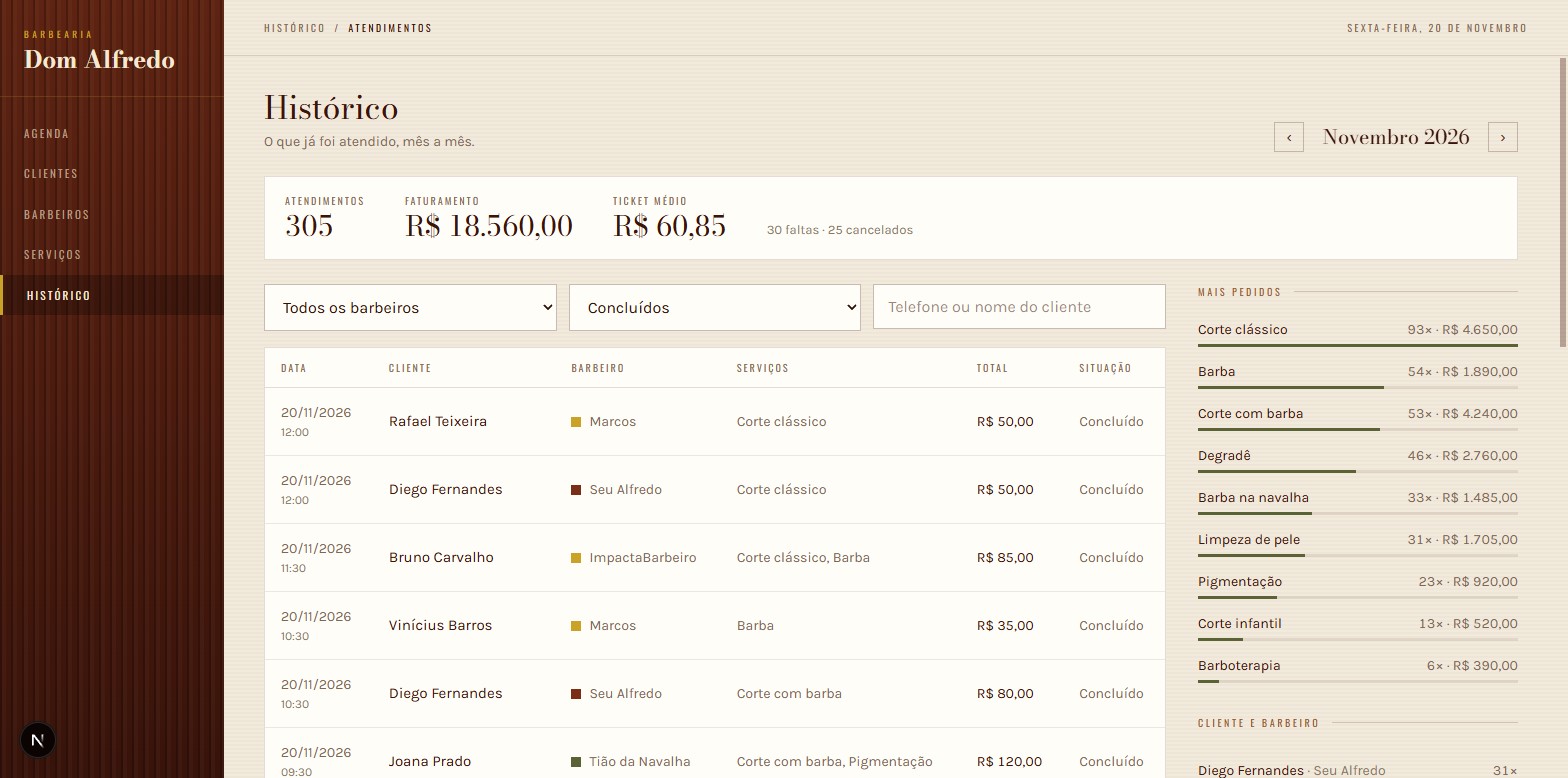 BARBEARIA
Dom Alfredo
AGENDA
CLIENTES
BARBEIROS
SERVIÇOS
HISTÓRICO
N
HISTÓRICO / ATENDIMENTOS
SEXTA-FEIRA, 20 DE NOVEMBRO
Histórico
O que já foi atendido, mês a mês.
‹ Novembro 2026 ›
ATENDIMENTOS FATURAMENTO TICKET MÉDIO
305 R$ 18.560,00 R$ 60,85 30 faltas · 25 cancelados
Todos os barbeiros Concluídos Telefone ou nome do cliente
DATA CLIENTE BARBEIRO SERVIÇOS TOTAL SITUAÇÃO
20/11/2026
12:00 Rafael Teixeira Marcos Corte clássico R$ 50,00 Concluído
20/11/2026
12:00 Diego Fernandes Seu Alfredo Corte clássico R$ 50,00 Concluído
20/11/2026
11:30 Bruno Carvalho ImpactaBarbeiro Corte clássico, Barba R$ 85,00 Concluído
20/11/2026
10:30 Vinícius Barros Marcos Barba R$ 35,00 Concluído
20/11/2026
10:30 Diego Fernandes Seu Alfredo Corte com barba R$ 80,00 Concluído
20/11/2026
09:30 Joana Prado Tião da Navalha Corte com barba, Pigmentação R$ 120,00 Concluído
MAIS PEDIDOS
Corte clássico 93× · R$ 4.650,00
Barba 54× · R$ 1.890,00
Corte com barba 53× · R$ 4.240,00
Degradê 46× · R$ 2.760,00
Barba na navalha 33× · R$ 1.485,00
Limpeza de pele 31× · R$ 1.705,00
Pigmentação 23× · R$ 920,00
Corte infantil 13× · R$ 520,00
Barboterapia 6× · R$ 390,00
CLIENTE E BARBEIRO
Diego Fernandes · Seu Alfredo 31×